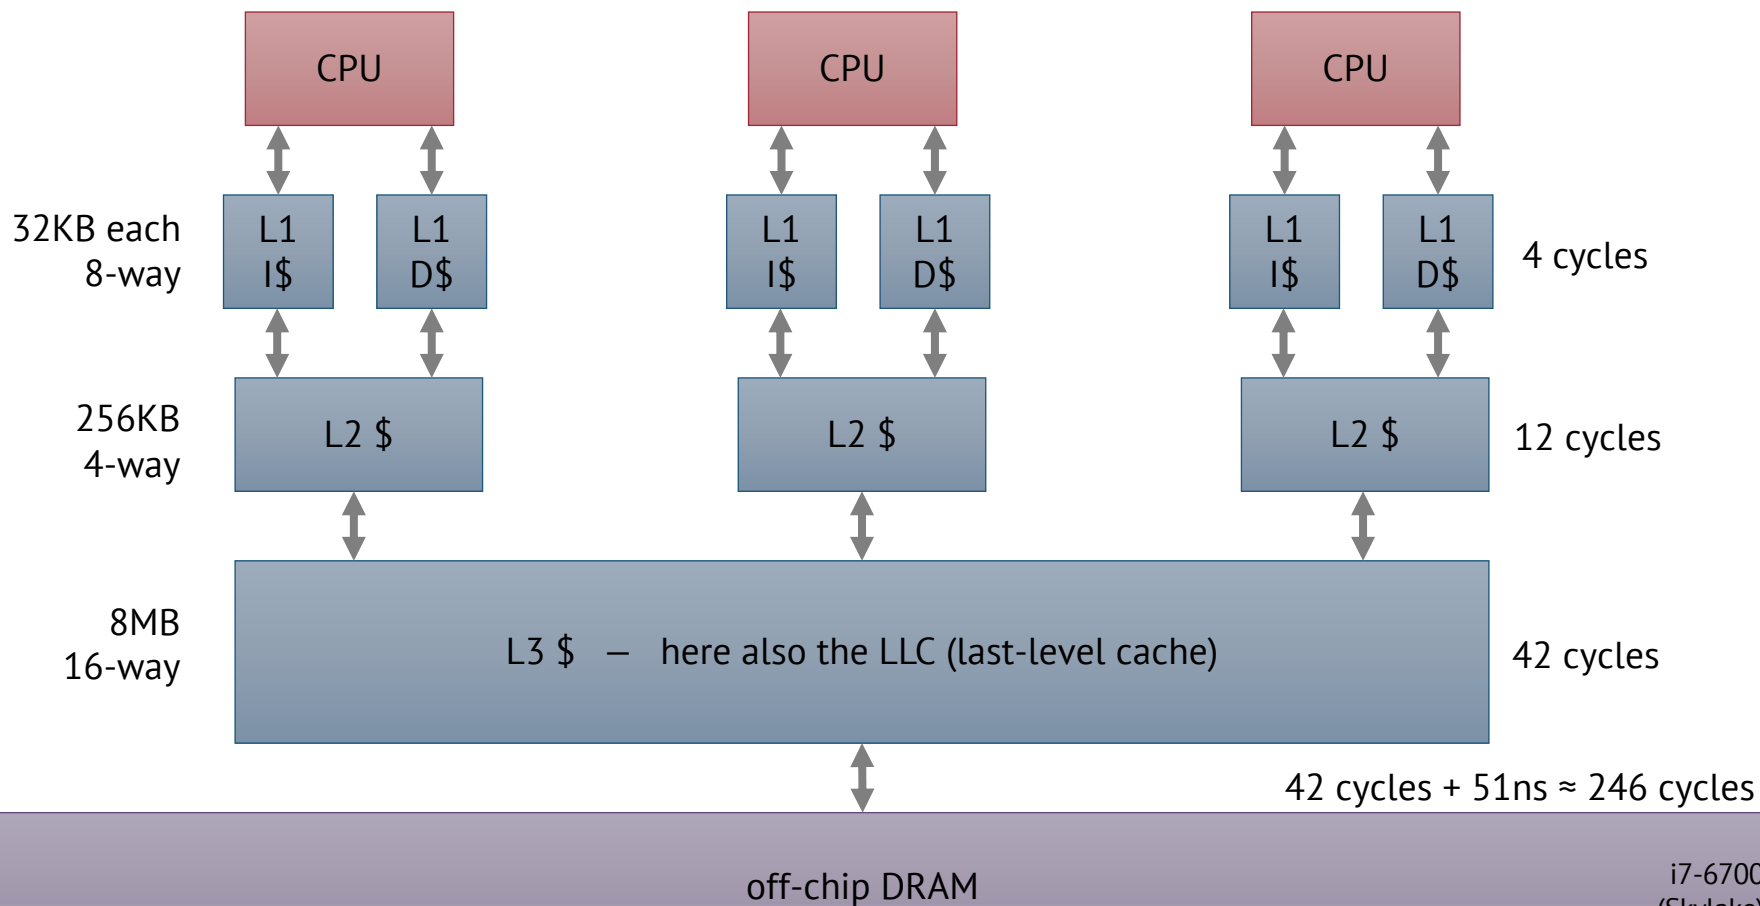 CPU CPU CPU
32KB each
8-way
L1
I$
L1
D$
L1
I$
L1
D$
L1
I$
L1
D$
4 cycles
256KB
4-way
L2 $ L2 $ L2 $
12 cycles
8MB
16-way
L3 $ — here also the LLC (last-level cache)
42 cycles
42 cycles + 51ns ≈ 246 cycles
off-chip DRAM
i7-6700
(Skylake)